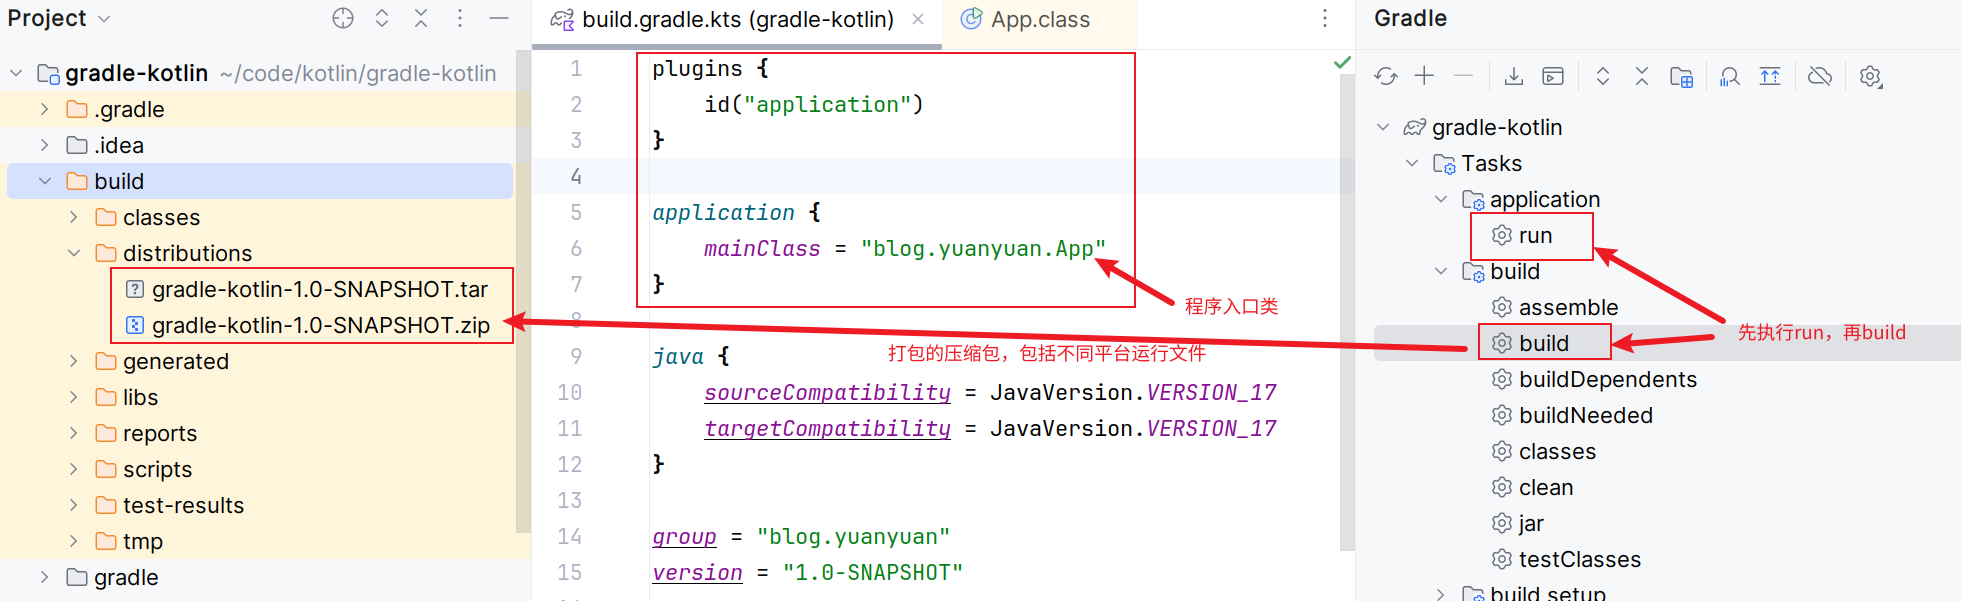 Project
gradle-kotlin ~/code/kotlin/gradle-kotlin
.gradle
.idea
build
classes
distributions
gradle-kotlin-1.0-SNAPSHOT.tar
gradle-kotlin-1.0-SNAPSHOT.zip
generated
libs
reports
scripts
test-results
tmp
gradle
build.gradle.kts (gradle-kotlin)
App.class
1 plugins {
2 id("application")
3 }
4
5 application {
6 mainClass = "blog.yuanyuan.App"
7 }
程序入口类
8
打包的压缩包，包括不同平台运行文件
9 java {
10 sourceCompatibility = JavaVersion.VERSION_17
11 targetCompatibility = JavaVersion.VERSION_17
12 }
13
14 group = "blog.yuanyuan"
15 version = "1.0-SNAPSHOT"
Gradle
gradle-kotlin
Tasks
application
run
build
assemble
build
先执行run，再build
buildDependents
buildNeeded
classes
clean
jar
testClasses
build setup